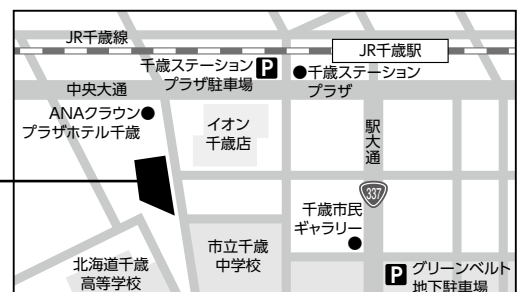 JR千歳線
JR千歳駅
千歳ステーション
プラザ駐車場
P
●千歳ステーション
プラザ
中央大通
ANAクラウン●
プラザホテル千歳
イオン
千歳店
駅大通
337
千歳市民
ギャラリー
●
市立千歳
中学校
北海道千歳
高等学校
P
グリーンベルト
地下駐車場